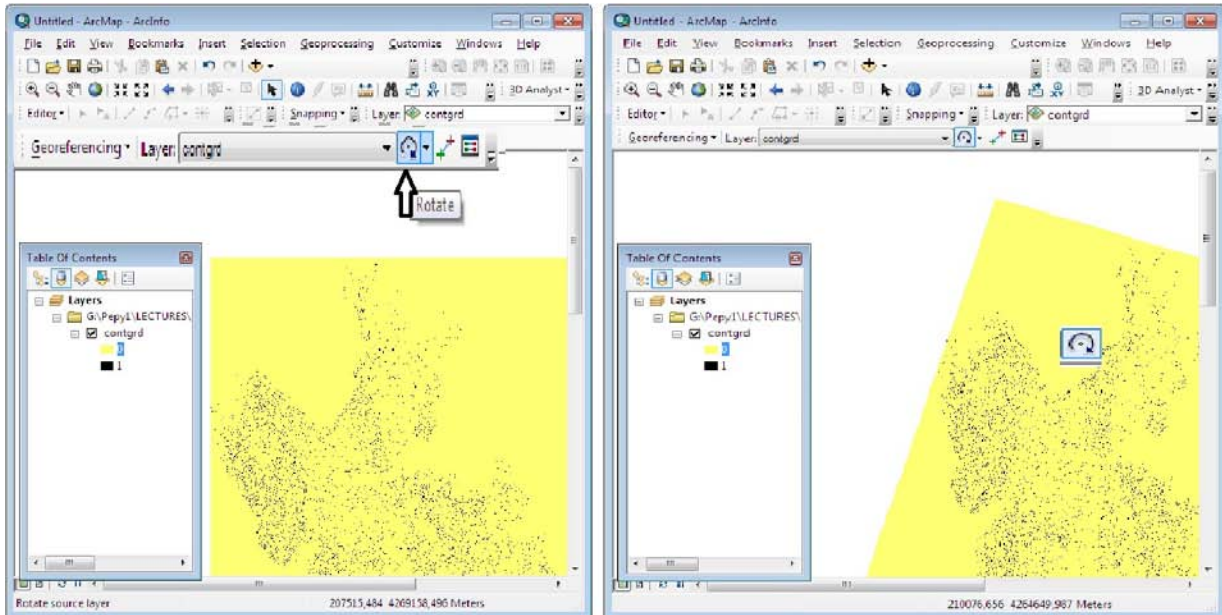 Untitled - ArcMap - ArcInfo
File Edit View Bookmarks Insert Selection Geoprocessing Customize Windows Help
3D Analyst
Editor Snapping Layer: contgrd
Georeferencing Layer: contgrd
Rotate
Table Of Contents
Layers
G:\Pepy1\LECTURES\
contgrd
0
1
Rotate source layer 207515,484 4269158,496 Meters
Untitled - ArcMap - ArcInfo
File Edit View Bookmarks Insert Selection Geoprocessing Customize Windows Help
3D Analyst
Editor Snapping Layer: contgrd
Georeferencing Layer: contgrd
Table Of Contents
Layers
G:\Pepy1\LECTURES\
contgrd
0
1
210076,656 4264649,987 Meters